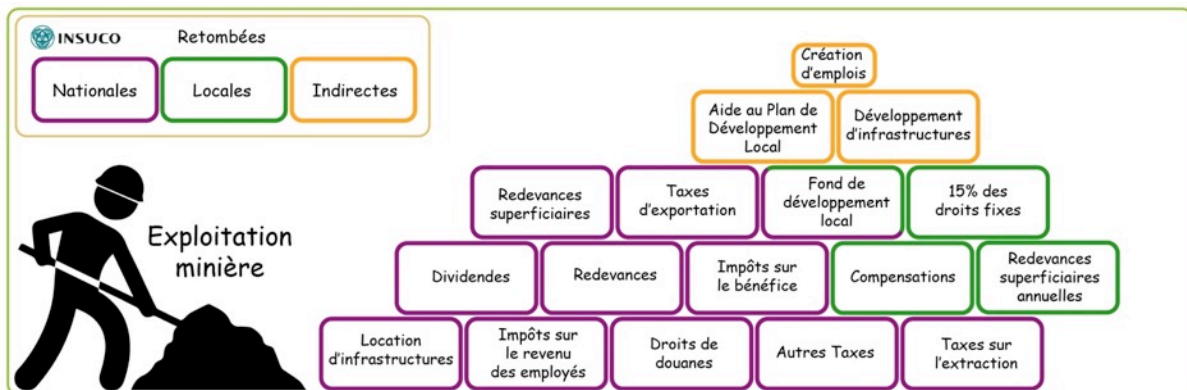 INSUCO
Retombées
Nationales
Locales
Indirectes
Exploitation
minière
Création
d'emplois
Aide au Plan de
Développement
Local
Développement
d'infrastructures
Redevances
superficiaires
Taxes
d'exportation
Fond de
développement
local
15% des
droits fixes
Dividendes
Redevances
Impôts sur
le bénéfice
Compensations
Redevances
superficiaires
annuelles
Location
d'infrastructures
Impôts sur
le revenu
des employés
Droits de
douanes
Autres Taxes
Taxes sur
l'extraction